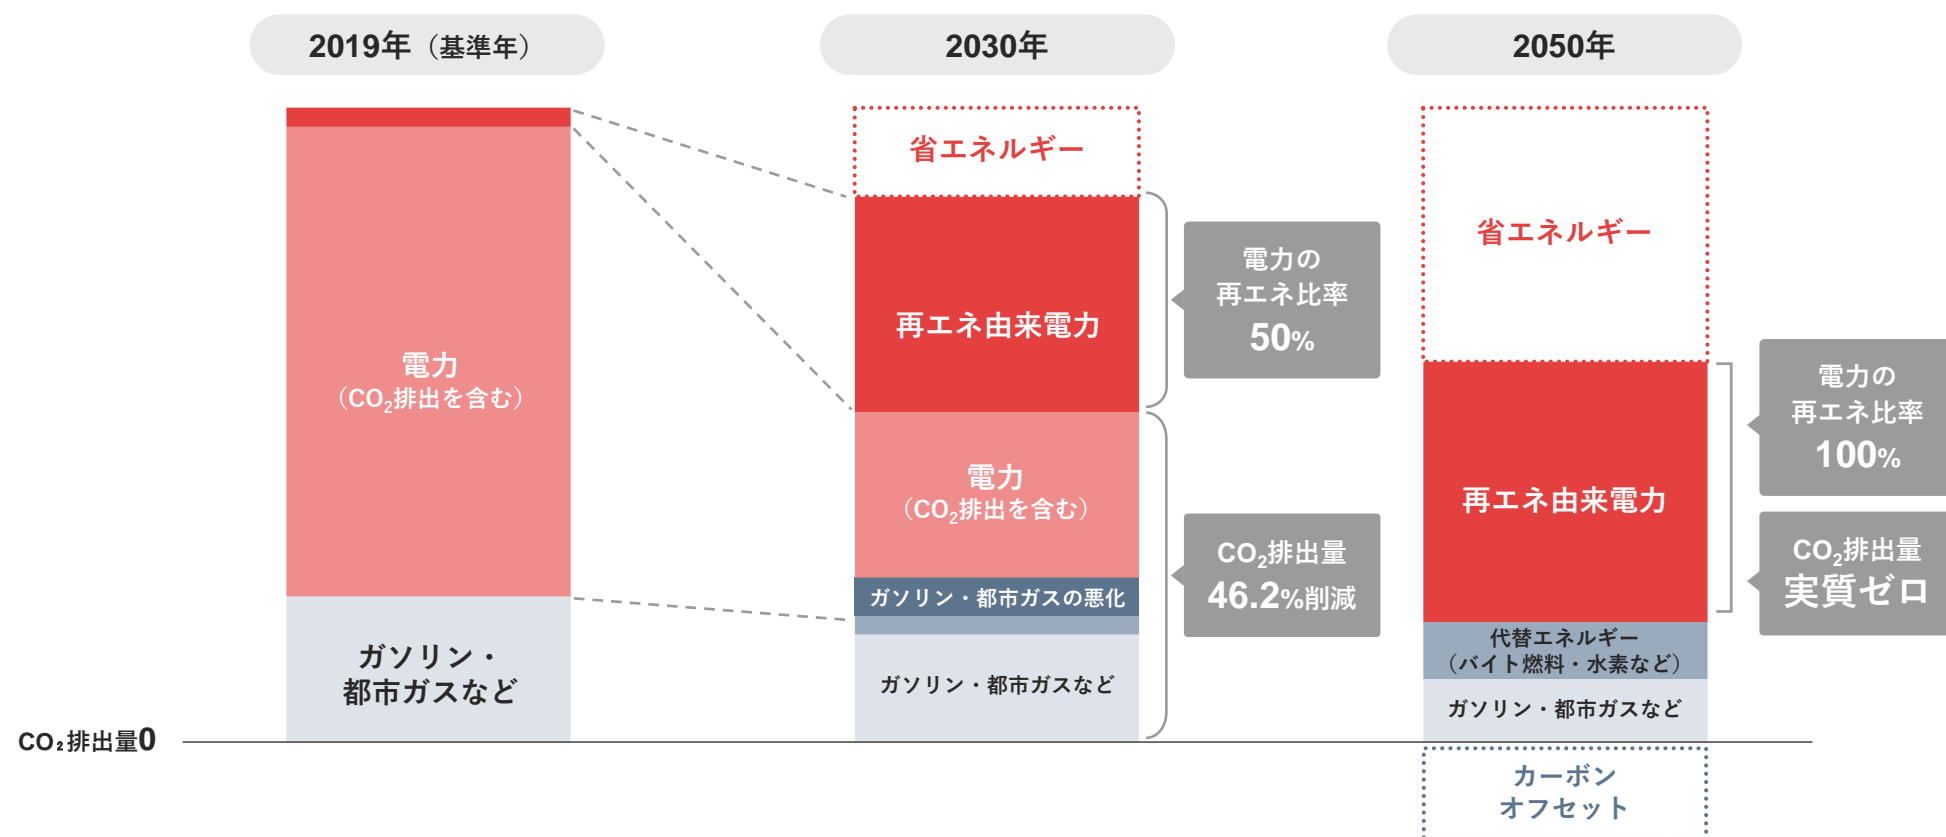 2019年（基準年）
2030年
2050年
電力
（CO₂排出を含む）
ガソリン・
都市ガスなど
省エネルギー
再エネ由来電力
電力
（CO₂排出を含む）
ガソリン・都市ガスの悪化
ガソリン・都市ガスなど
電力の
再エネ比率
50%
CO₂排出量
46.2%削減
省エネルギー
再エネ由来電力
代替エネルギー
（バイト燃料・水素など）
ガソリン・都市ガスなど
電力の
再エネ比率
100%
CO₂排出量
実質ゼロ
CO₂排出量0
カーボン
オフセット